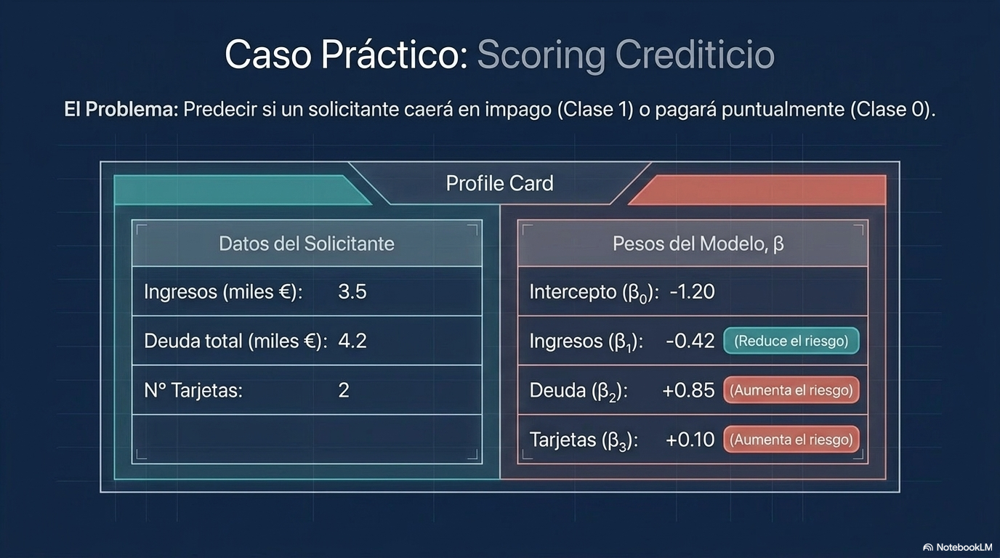 Caso Práctico: Scoring Crediticio
El Problema: Predecir si un solicitante caerá en impago (Clase 1) o pagará puntualmente (Clase 0).
Profile Card
Datos del Solicitante
Ingresos (miles €): 3.5
Deuda total (miles €): 4.2
Nº Tarjetas: 2
Pesos del Modelo, β
Intercepto (β₀): -1.20
Ingresos (β₁): -0.42 (Reduce el riesgo)
Deuda (β₂): +0.85 (Aumenta el riesgo)
Tarjetas (β₃): +0.10 (Aumenta el riesgo)
NotebookLM